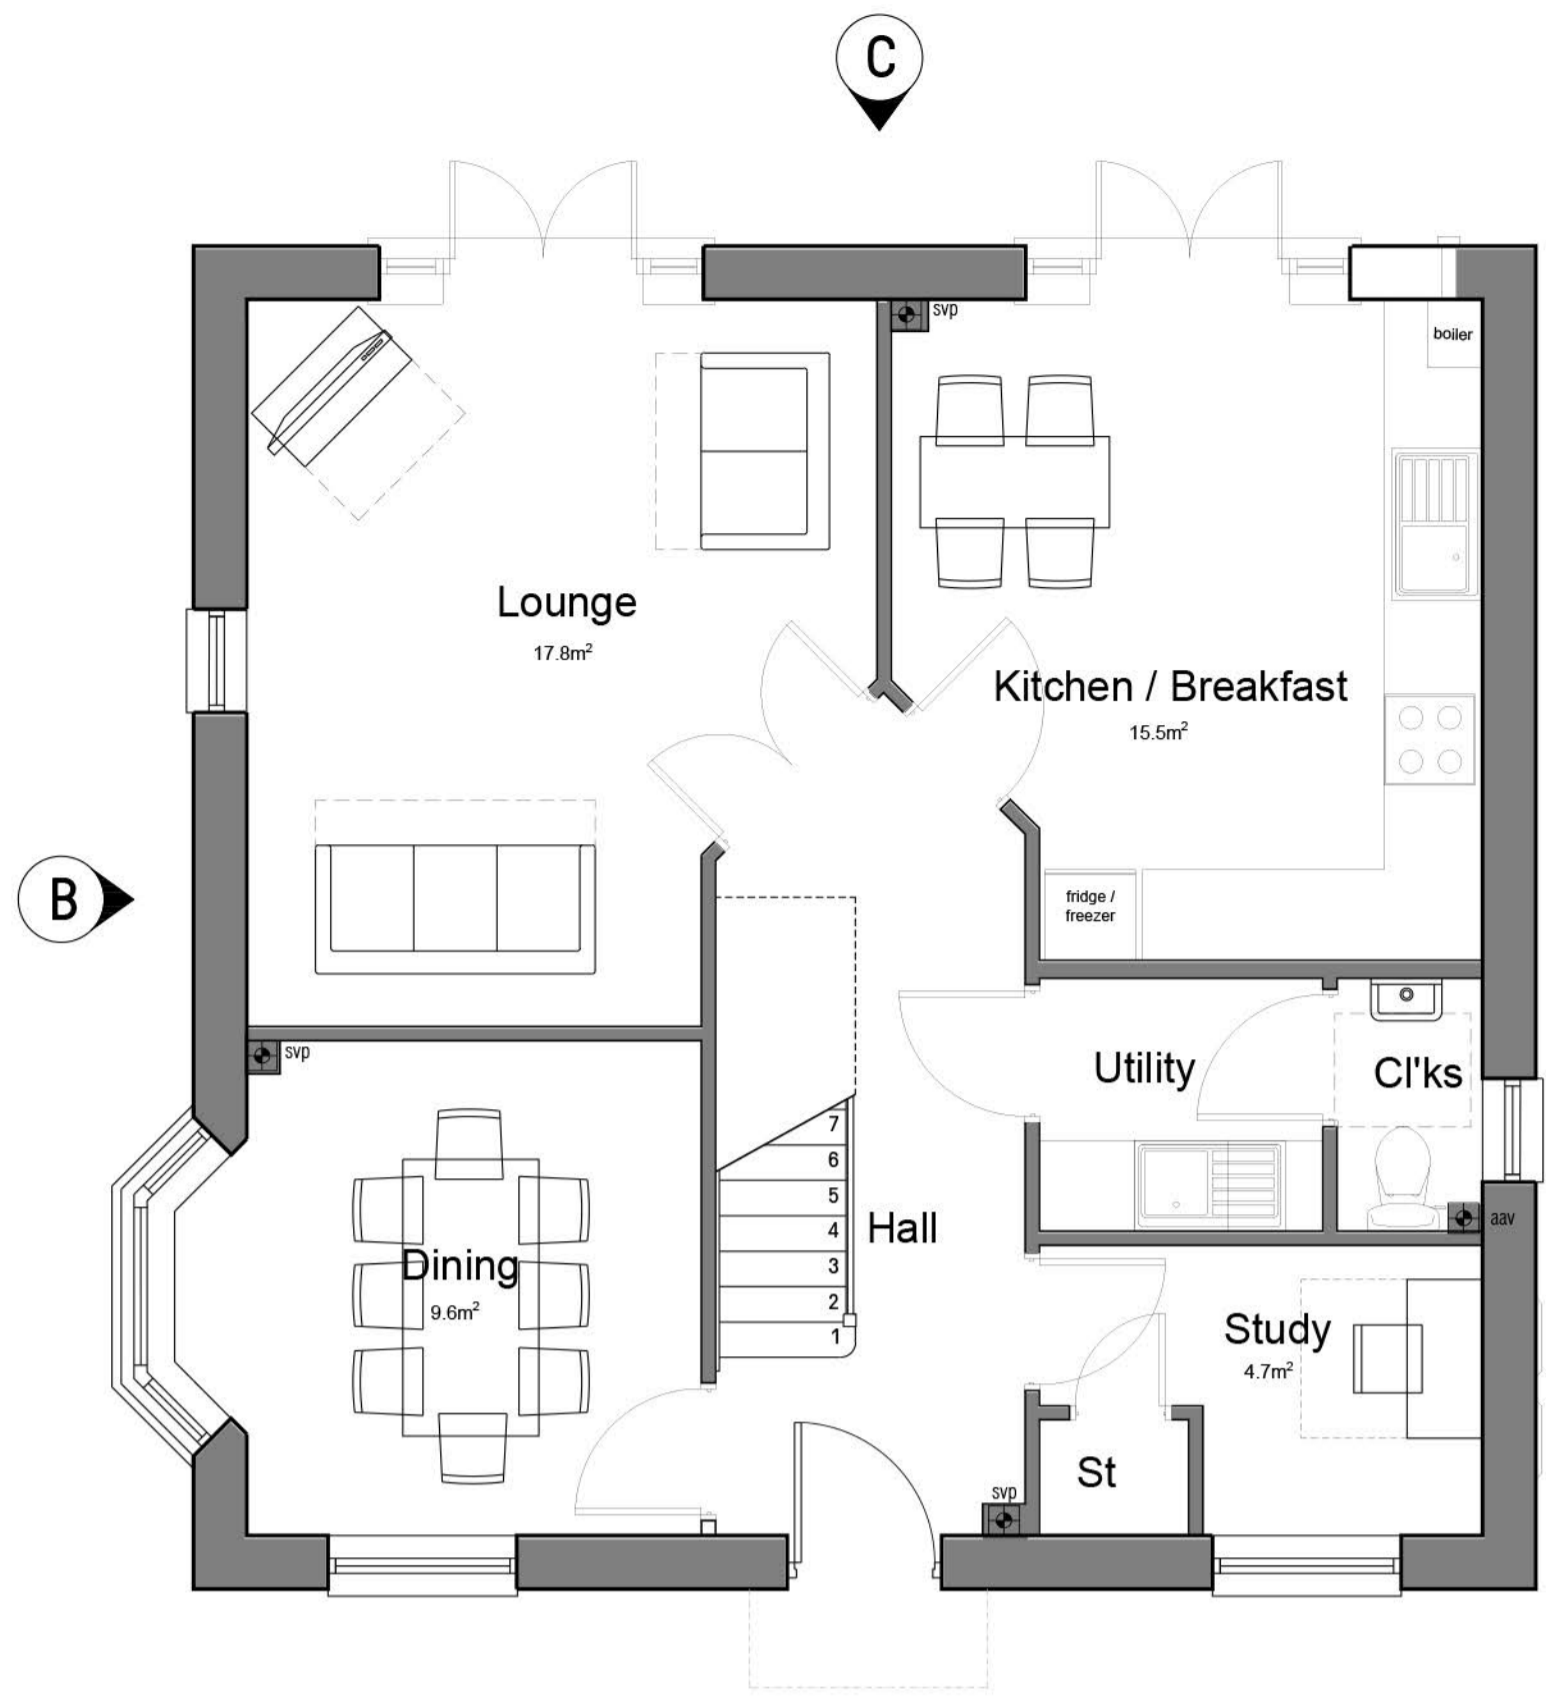 C
svp
boiler
Lounge
17.8m²
Kitchen / Breakfast
15.5m²
B
fridge /
freezer
svp
Utility
Cl'ks
7
6
5
4
3
2
1
Hall
aav
Dining
9.6m²
Study
4.7m²
St
svp